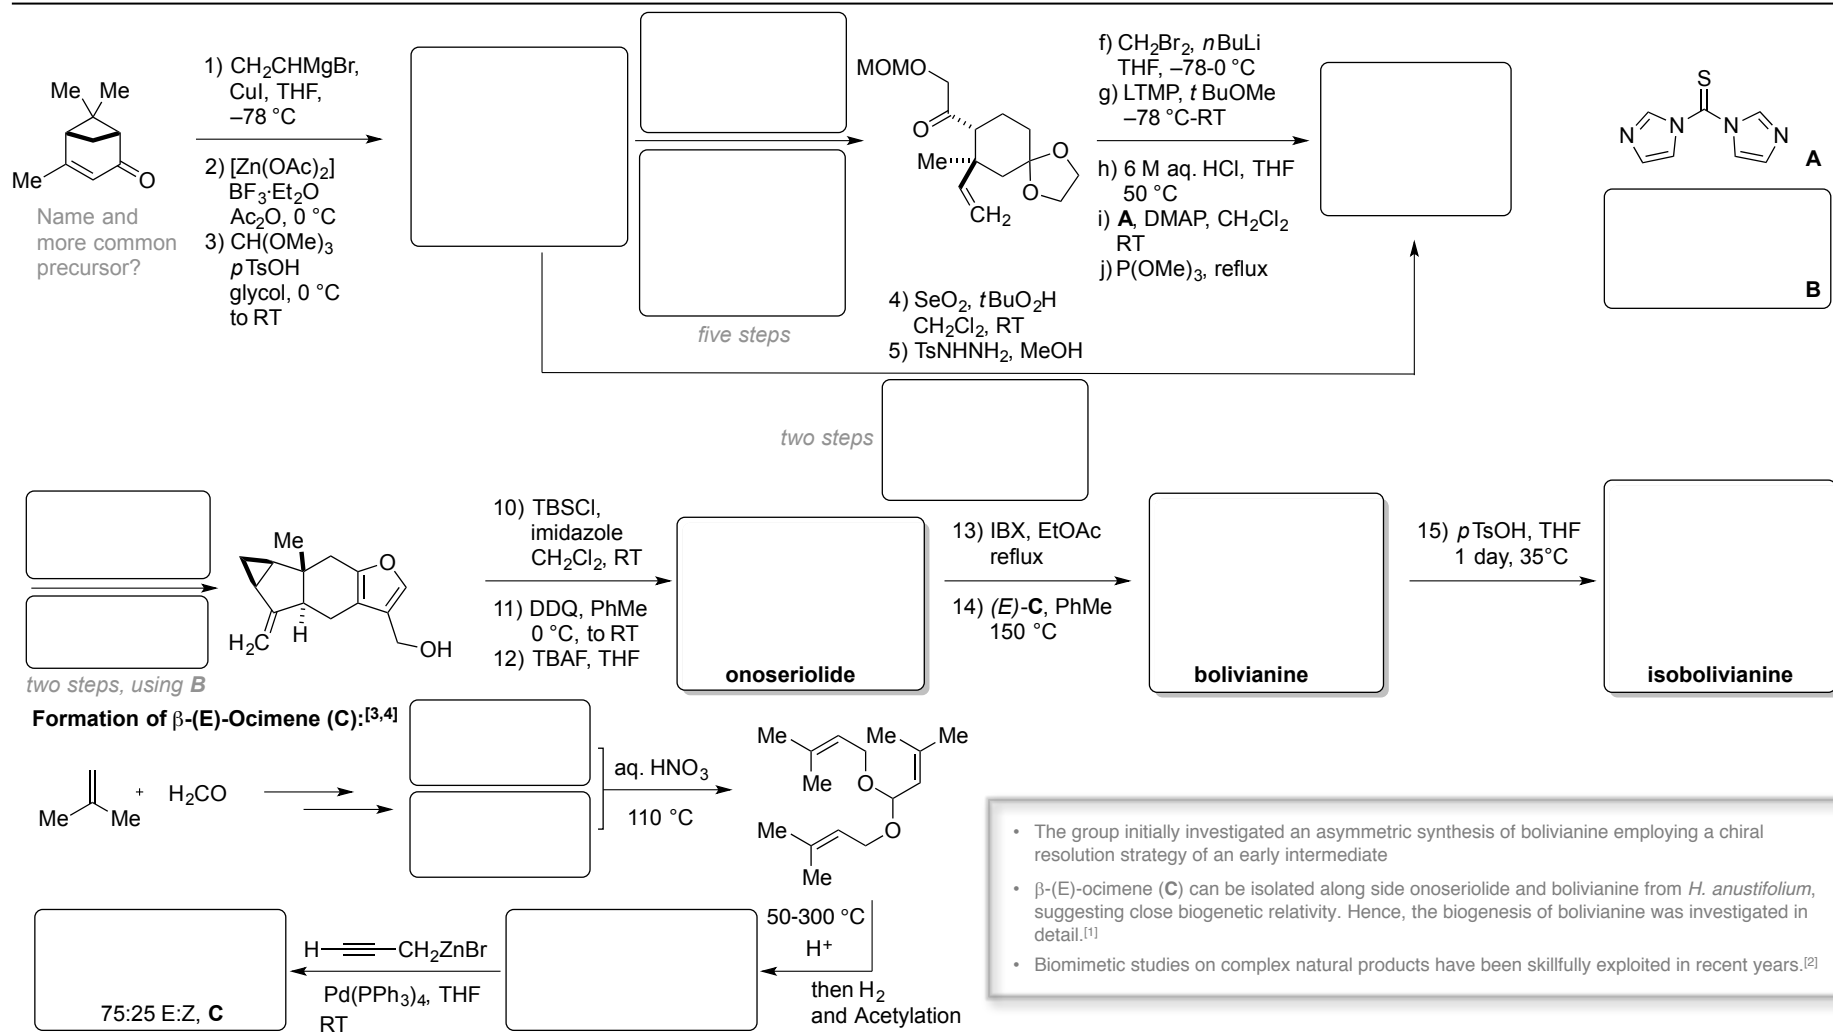 Me Me
Me
O
Name and
more common
precursor?
1) CH2CHMgBr,
CuI, THF,
–78 °C
2) [Zn(OAc)2]
BF3·Et2O
Ac2O, 0 °C
3) CH(OMe)3
pTsOH
glycol, 0 °C
to RT
five steps
MOMO
O
Me
O
O
CH2
f) CH2Br2, nBuLi
THF, –78-0 °C
g) LTMP, tBuOMe
–78 °C-RT
h) 6 M aq. HCl, THF
50 °C
i) A, DMAP, CH2Cl2
RT
j) P(OMe)3, reflux
S
N N N N
A
B
4) SeO2, tBuO2H
CH2Cl2, RT
5) TsNHNH2, MeOH
two steps
two steps, using B
Me
O
H2C
H
OH
10) TBSCl,
imidazole
CH2Cl2, RT
11) DDQ, PhMe
0 °C, to RT
12) TBAF, THF
onoseriolide
13) IBX, EtOAc
reflux
14) (E)-C, PhMe
150 °C
bolivianine
15) pTsOH, THF
1 day, 35°C
isobolivianine
Formation of β-(E)-Ocimene (C):[3,4]
Me Me
+
H2CO
aq. HNO3
110 °C
Me Me Me
Me
O
Me
O
Me
50-300 °C
H+
then H2
and Acetylation
H CH2ZnBr
Pd(PPh3)4, THF
RT
75:25 E:Z, C
• The group initially investigated an asymmetric synthesis of bolivianine employing a chiral
resolution strategy of an early intermediate
• β-(E)-ocimene (C) can be isolated along side onoseriolide and bolivianine from H. anustifolium,
suggesting close biogenetic relativity. Hence, the biogenesis of bolivianine was investigated in
detail.[1]
• Biomimetic studies on complex natural products have been skillfully exploited in recent years.[2]